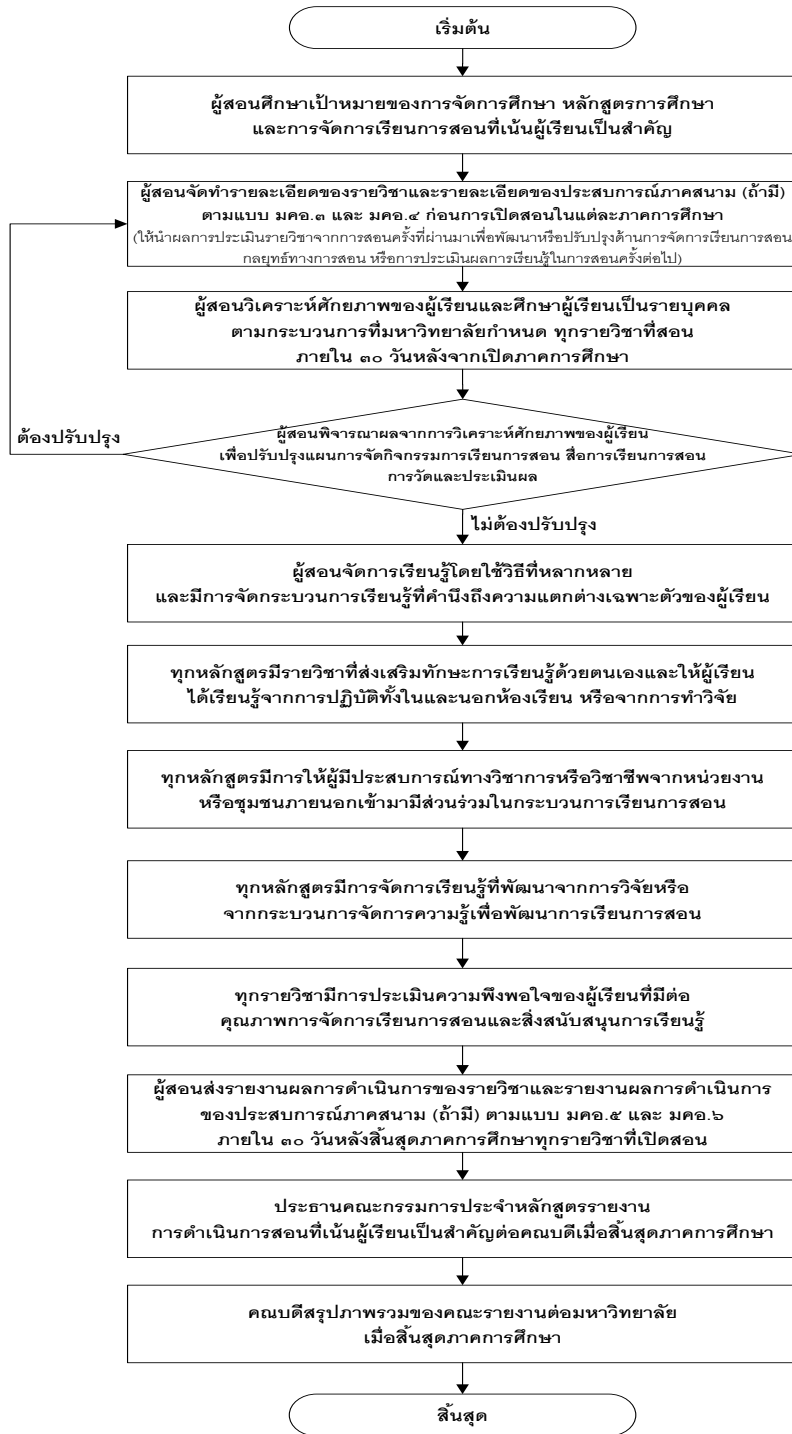 เริ่มต้น
ผู้สอนศึกษาเป้าหมายของการจัดการศึกษา หลักสูตรการศึกษา
และการจัดการเรียนการสอนที่เน้นผู้เรียนเป็นสำคัญ
ผู้สอนจัดทำรายละเอียดของรายวิชาและรายละเอียดของประสบการณ์ภาคสนาม (ถ้ามี)
ตามแบบ มคอ.๓ และ มคอ.๔ ก่อนการเปิดสอนในแต่ละภาคการศึกษา
(ให้นำผลการประเมินรายวิชาจากการสอนครั้งที่ผ่านมาเพื่อพัฒนาหรือปรับปรุงด้านการจัดการเรียนการสอน
กลยุทธ์ทางการสอน หรือการประเมินผลการเรียนรู้ในการสอนครั้งต่อไป)
ผู้สอนวิเคราะห์ศักยภาพของผู้เรียนและศึกษาผู้เรียนเป็นรายบุคคล
ตามกระบวนการที่มหาวิทยาลัยกำหนด ทุกรายวิชาที่สอน
ภายใน ๓๐ วันหลังจากเปิดภาคการศึกษา
ต้องปรับปรุง
ผู้สอนพิจารณาผลจากการวิเคราะห์ศักยภาพของผู้เรียน
เพื่อปรับปรุงแผนการจัดกิจกรรมการเรียนการสอน สื่อการเรียนการสอน
การวัดและประเมินผล
ไม่ต้องปรับปรุง
ผู้สอนจัดการเรียนรู้โดยใช้วิธีที่หลากหลาย
และมีการจัดกระบวนการเรียนรู้ที่คำนึงถึงความแตกต่างเฉพาะตัวของผู้เรียน
ทุกหลักสูตรมีรายวิชาที่ส่งเสริมทักษะการเรียนรู้ด้วยตนเองและให้ผู้เรียน
ได้เรียนรู้จากการปฏิบัติทั้งในและนอกห้องเรียน หรือจากการทำวิจัย
ทุกหลักสูตรมีการให้ผู้มีประสบการณ์ทางวิชาการหรือวิชาชีพจากหน่วยงาน
หรือชุมชนภายนอกเข้ามามีส่วนร่วมในกระบวนการเรียนการสอน
ทุกหลักสูตรมีการจัดการเรียนรู้ที่พัฒนาจากการวิจัยหรือ
จากกระบวนการจัดการความรู้เพื่อพัฒนาการเรียนการสอน
ทุกรายวิชามีการประเมินความพึงพอใจของผู้เรียนที่มีต่อ
คุณภาพการจัดการเรียนการสอนและสิ่งสนับสนุนการเรียนรู้
ผู้สอนส่งรายงานผลการดำเนินการของรายวิชาและรายงานผลการดำเนินการ
ของประสบการณ์ภาคสนาม (ถ้ามี) ตามแบบ มคอ.๕ และ มคอ.๖
ภายใน ๓๐ วันหลังสิ้นสุดภาคการศึกษาทุกรายวิชาที่เปิดสอน
ประธานคณะกรรมการประจำหลักสูตรรายงาน
การดำเนินการสอนที่เน้นผู้เรียนเป็นสำคัญต่อคณบดีเมื่อสิ้นสุดภาคการศึกษา
คณบดีสรุปภาพรวมของคณะรายงานต่อมหาวิทยาลัย
เมื่อสิ้นสุดภาคการศึกษา
สิ้นสุด